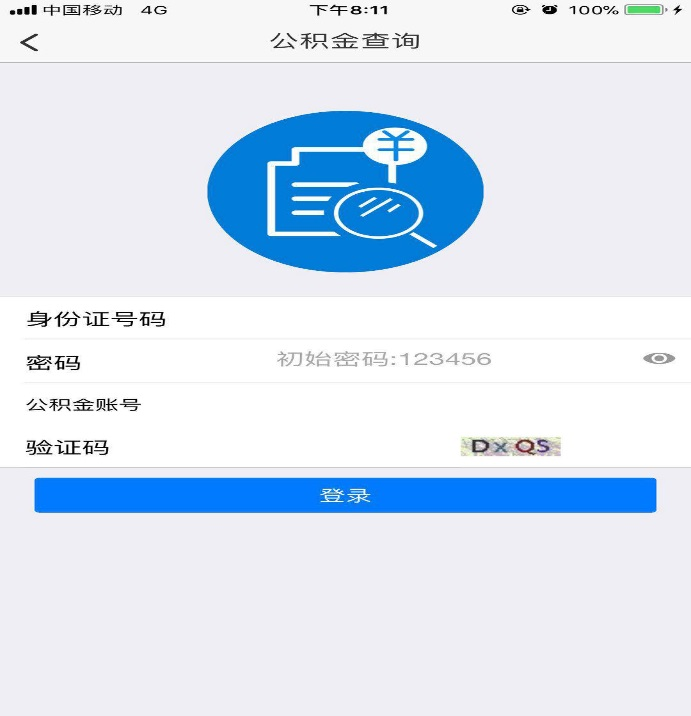 中国移动 4G 下午8:11 100%
公积金查询
身份证号码
密码 初始密码:123456
公积金账号
验证码 DxQS
登录